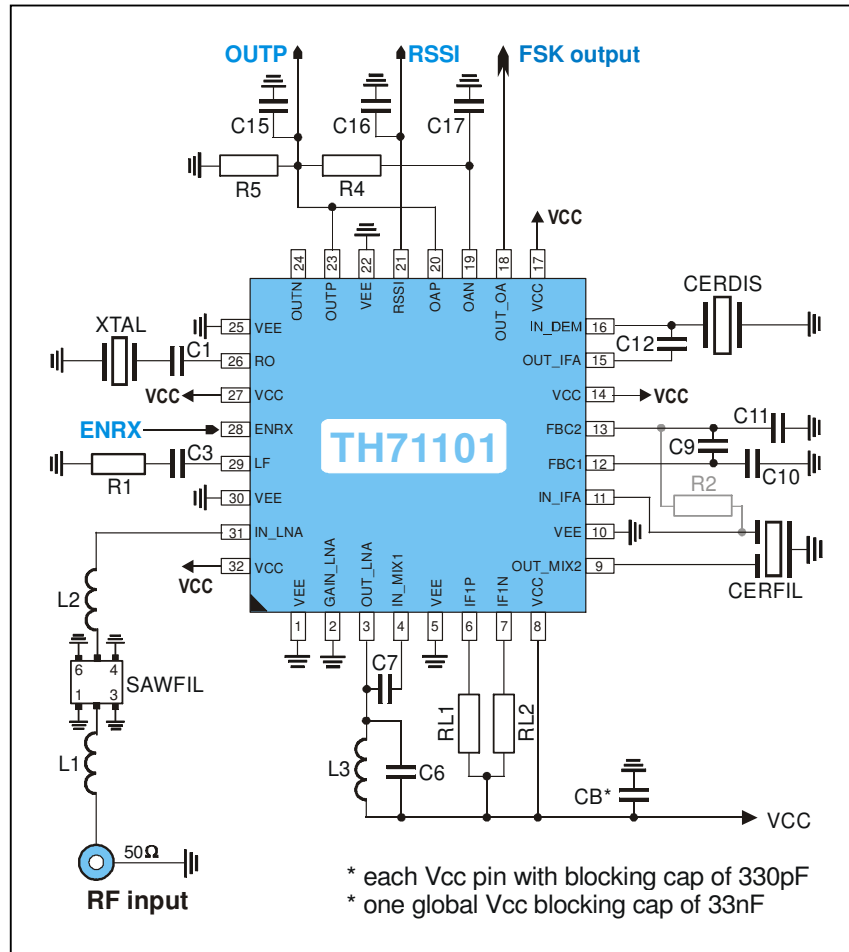 OUTP RSSI FSK output
C15 C16 C17
R5 R4
VCC
24 23 22 21 20 19 18 17
OUTN OUTP VEE RSSI OAP OAN OUT_OA VCC
XTAL C1
CERDIS
25 VEE IN_DEM 16
C12
26 RO OUT_IFA 15
VCC 27 VCC VCC 14 VCC
ENRX 28 ENRX FBC2 13 C11
TH71101
C9
R1 C3 29 LF FBC1 12 C10
30 VEE IN_IFA 11 R2
31 IN_LNA VEE 10
VCC 32 VCC OUT_MIX2 9
CERFIL
VEE GAIN_LNA OUT_LNA IN_MIX1 VEE IF1P IF1N VCC
1 2 3 4 5 6 7 8
L2
6 4
1 3
SAWFIL
C7
RL1 RL2
L1
L3 C6
CB*
VCC
50Ω
RF input
* each Vcc pin with blocking cap of 330pF
* one global Vcc blocking cap of 33nF